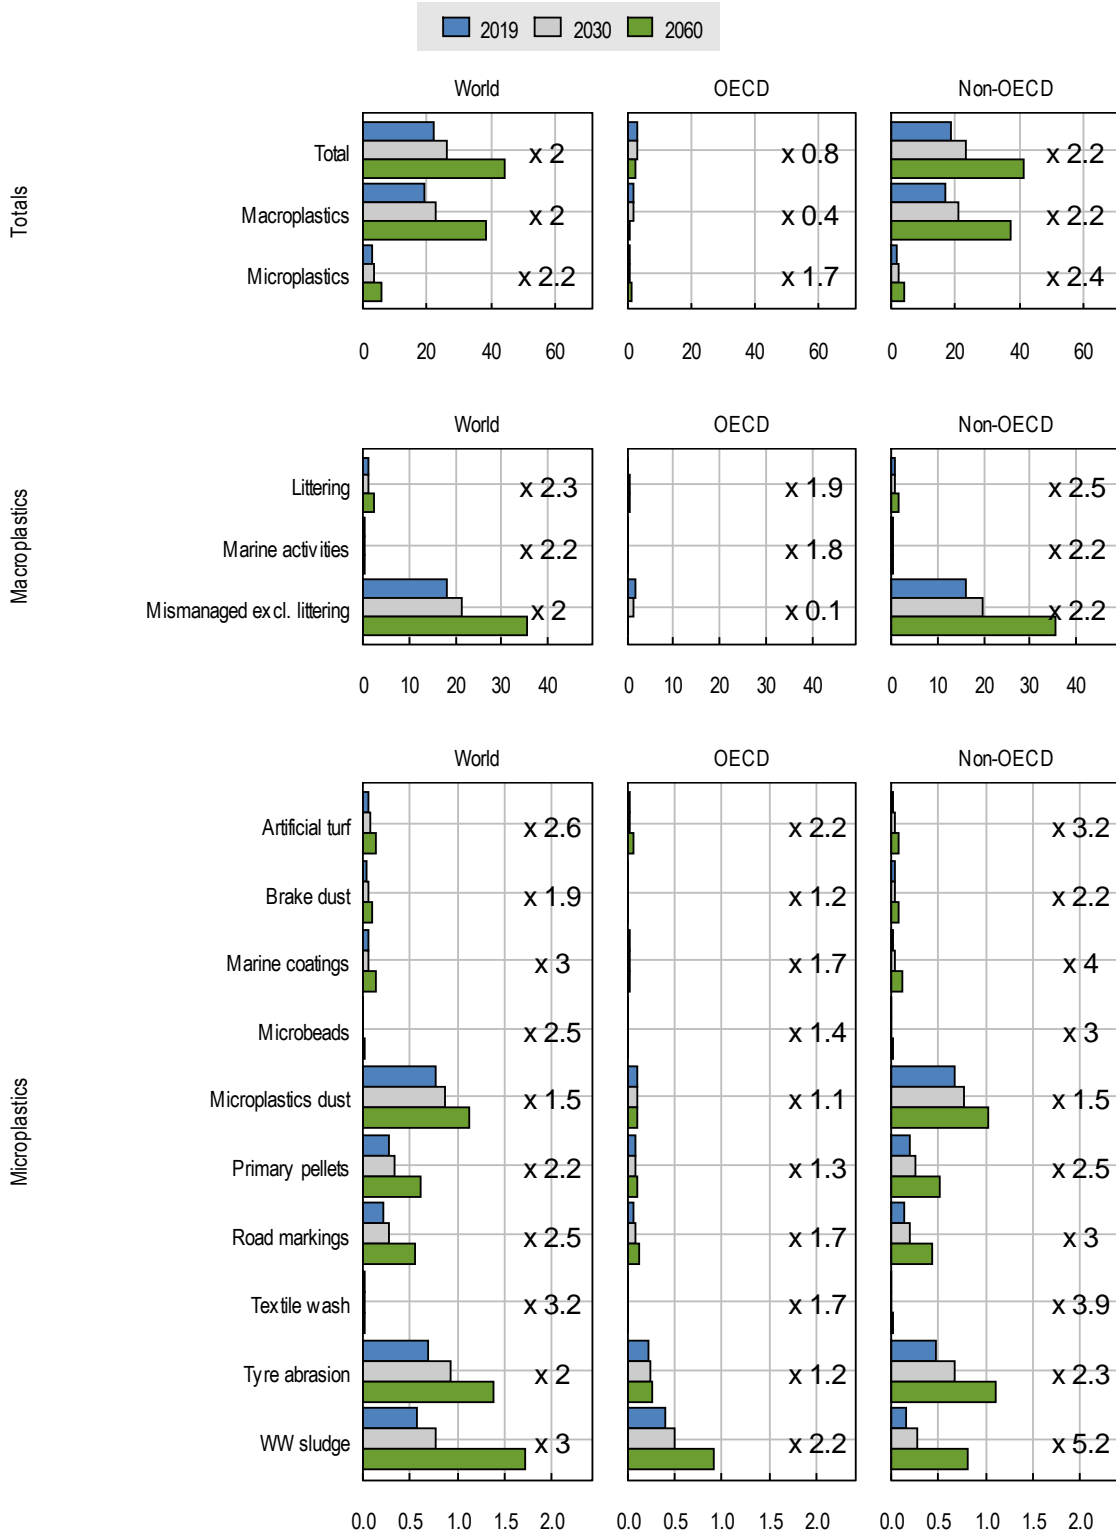 2019 2030 2060
World OECD Non-OECD
Totals
Total x 2 x 0.8 x 2.2
Macroplastics x 2 x 0.4 x 2.2
Microplastics x 2.2 x 1.7 x 2.4
0 20 40 60 0 20 40 60 0 20 40 60
World OECD Non-OECD
Macroplastics
Littering x 2.3 x 1.9 x 2.5
Marine activities x 2.2 x 1.8 x 2.2
Mismanaged excl. littering x 2 x 0.1 x 2.2
0 10 20 30 40 0 10 20 30 40 0 10 20 30 40
World OECD Non-OECD
Microplastics
Artificial turf x 2.6 x 2.2 x 3.2
Brake dust x 1.9 x 1.2 x 2.2
Marine coatings x 3 x 1.7 x 4
Microbeads x 2.5 x 1.4 x 3
Microplastics dust x 1.5 x 1.1 x 1.5
Primary pellets x 2.2 x 1.3 x 2.5
Road markings x 2.5 x 1.7 x 3
Textile wash x 3.2 x 1.7 x 3.9
Tyre abrasion x 2 x 1.2 x 2.3
WW sludge x 3 x 2.2 x 5.2
0.0 0.5 1.0 1.5 2.0 0.0 0.5 1.0 1.5 2.0 0.0 0.5 1.0 1.5 2.0